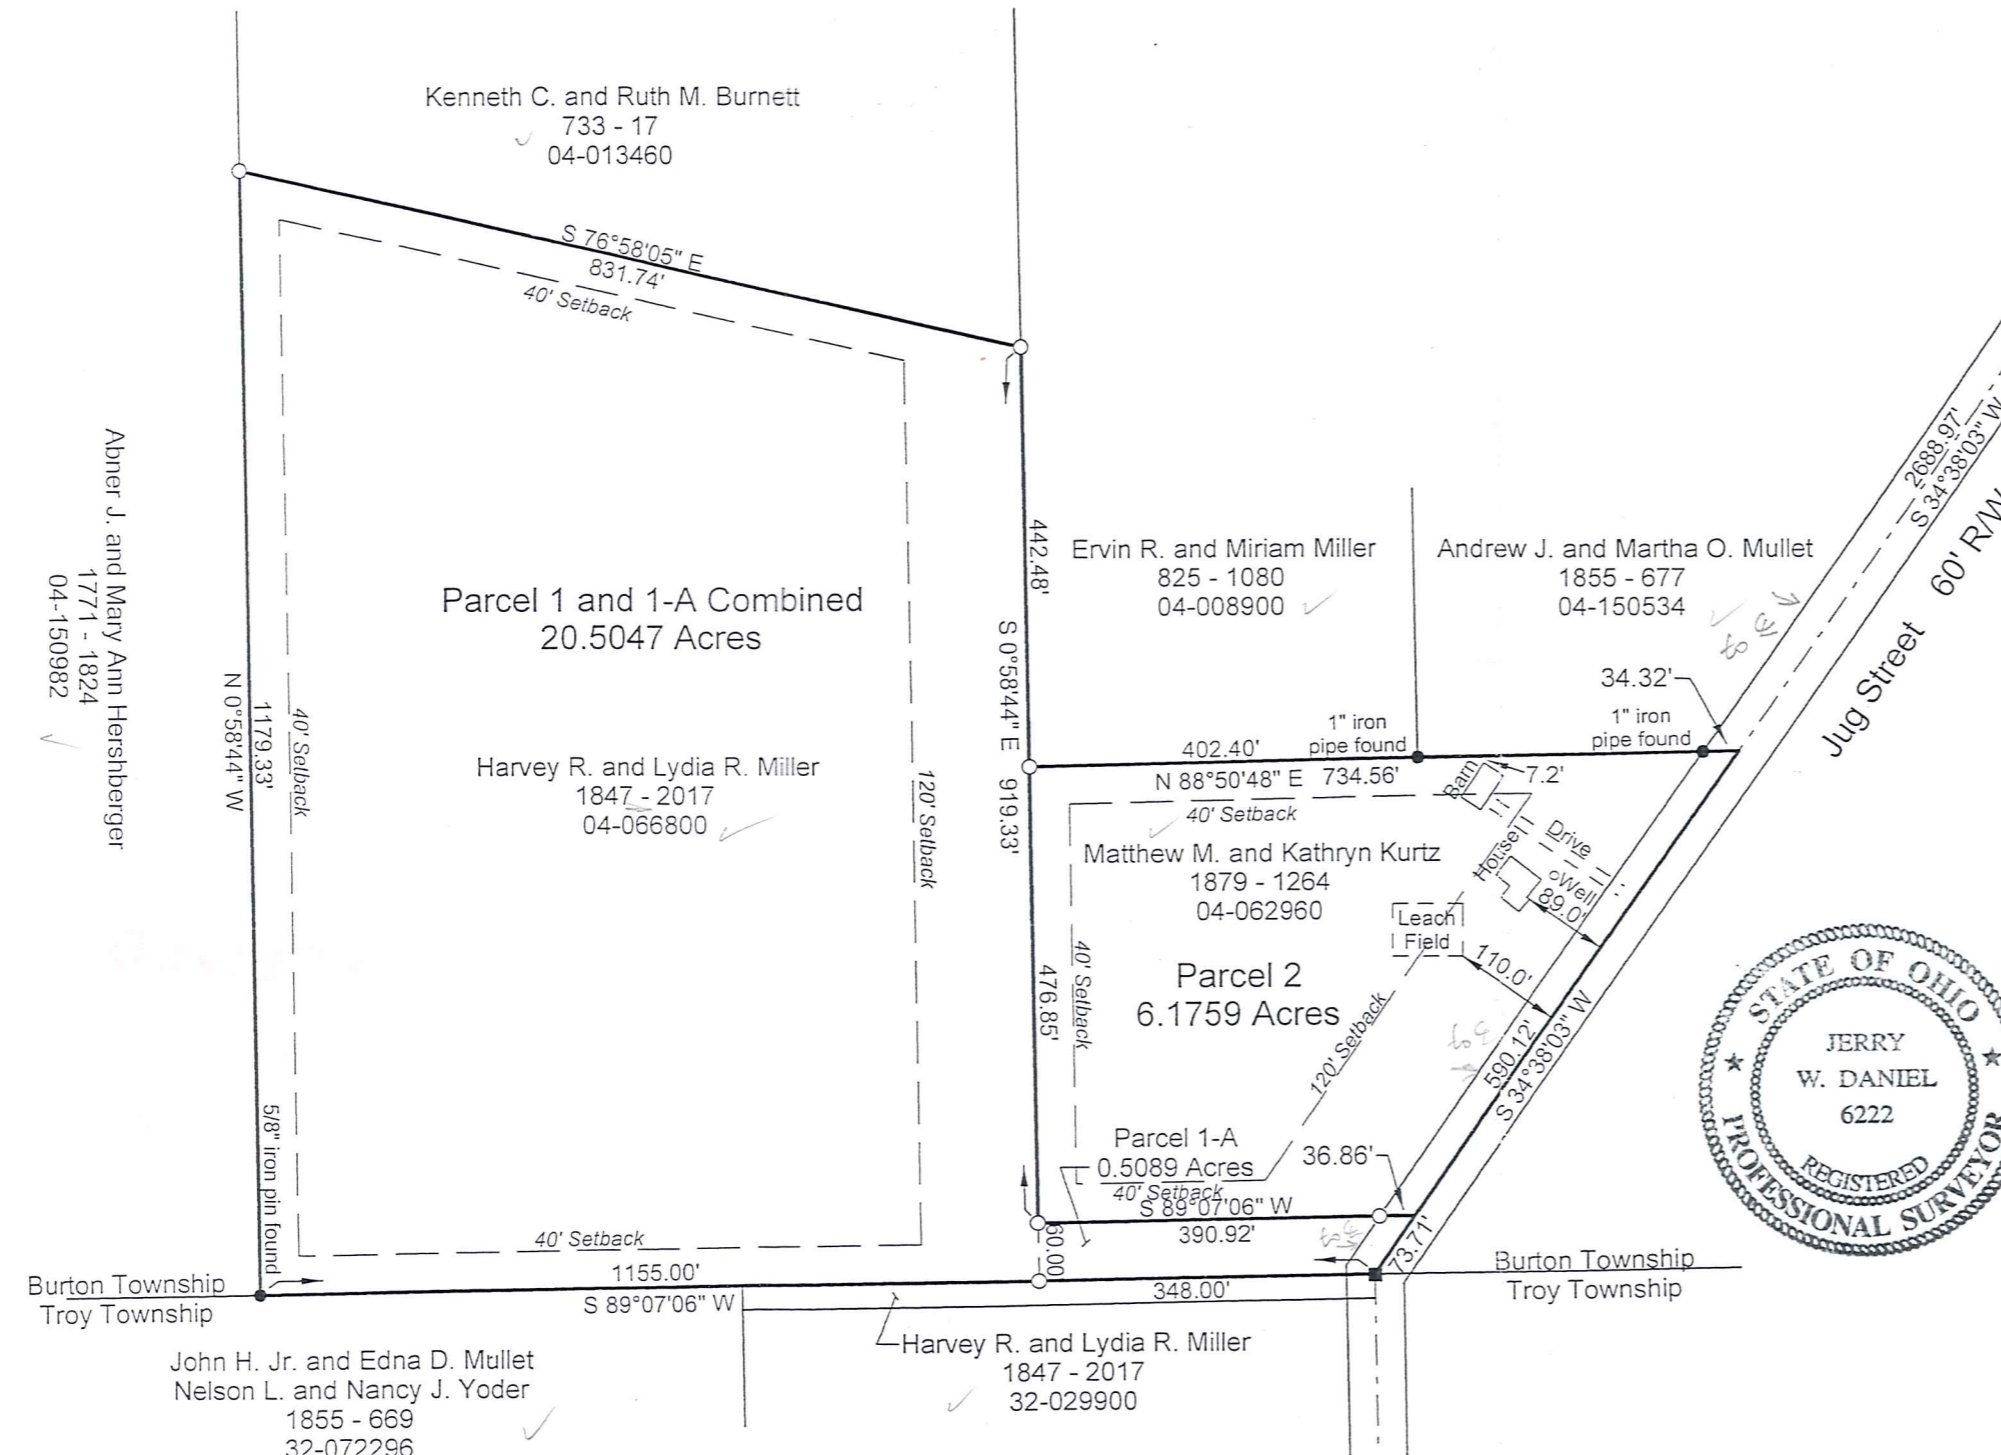 Kenneth C. and Ruth M. Burnett
733 - 17
04-013460
S 76°58'05" E
831.74'
40' Setback
Abner J. and Mary Ann Hershberger
1771 - 1824
04-150982
N 0°58'44" W
1179.33'
40' Setback
Parcel 1 and 1-A Combined
20.5047 Acres
Harvey R. and Lydia R. Miller
1847 - 2017
04-066800
120' Setback
442.48'
S 0°58'44" E 919.33'
476.85'
Ervin R. and Miriam Miller
825 - 1080
04-008900
Andrew J. and Martha O. Mullet
1855 - 677
04-150534
2688.97'
S 34°38'03" W
Jug Street 60' R/W
34.32'
1" iron
pipe found
1" iron
pipe found
402.40'
N 88°50'48" E 734.56'
40' Setback
Barn
7.2'
Drive
House
Well
89.0'
Matthew M. and Kathryn Kurtz
1879 - 1264
04-062960
Leach
Field
110.0'
40' Setback
Parcel 2
6.1759 Acres
120' Setback
590.12'
S 34°38'03" W
Parcel 1-A
0.5089 Acres
40' Setback
36.86'
S 89°07'06" W
390.92'
60.00
73.71'
5/8" iron pin found
40' Setback
1155.00'
S 89°07'06" W
348.00'
Burton Township
Troy Township
Burton Township
Troy Township
Harvey R. and Lydia R. Miller
1847 - 2017
32-029900
John H. Jr. and Edna D. Mullet
Nelson L. and Nancy J. Yoder
1855 - 669
32-072296
STATE OF OHIO
JERRY
W. DANIEL
6222
REGISTERED
PROFESSIONAL SURVEYOR